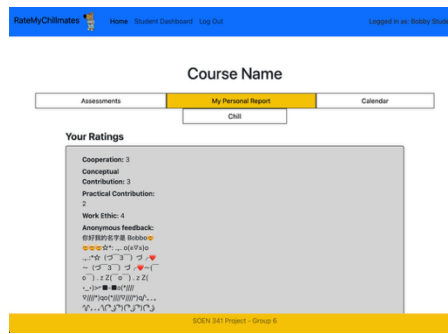 RateMyChillmates Home Student Dashboard Log Out Logged in as: Bobby Stude
Course Name
Assessments My Personal Report Calendar
Chill
Your Ratings
Cooperation: 3
Conceptual
Contribution: 3
Practical Contribution:
2
Work Ethic: 4
Anonymous feedback:
你好我的名字是 Bobbo
SOEN 341 Project - Group 6